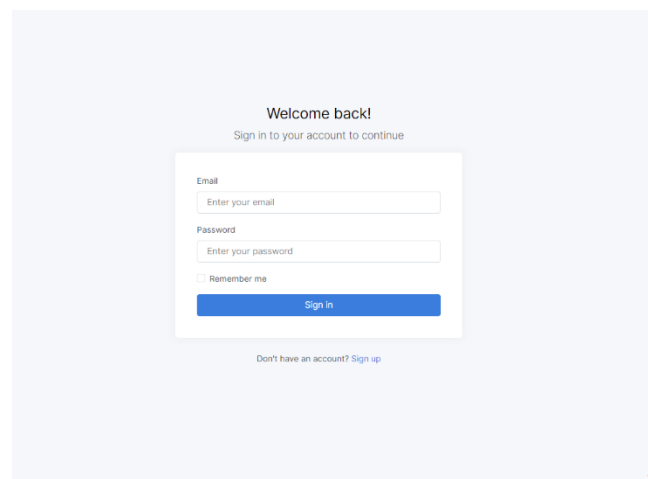 Welcome back!
Sign in to your account to continue
Email
Enter your email
Password
Enter your password
Remember me
Sign in
Don't have an account? Sign up